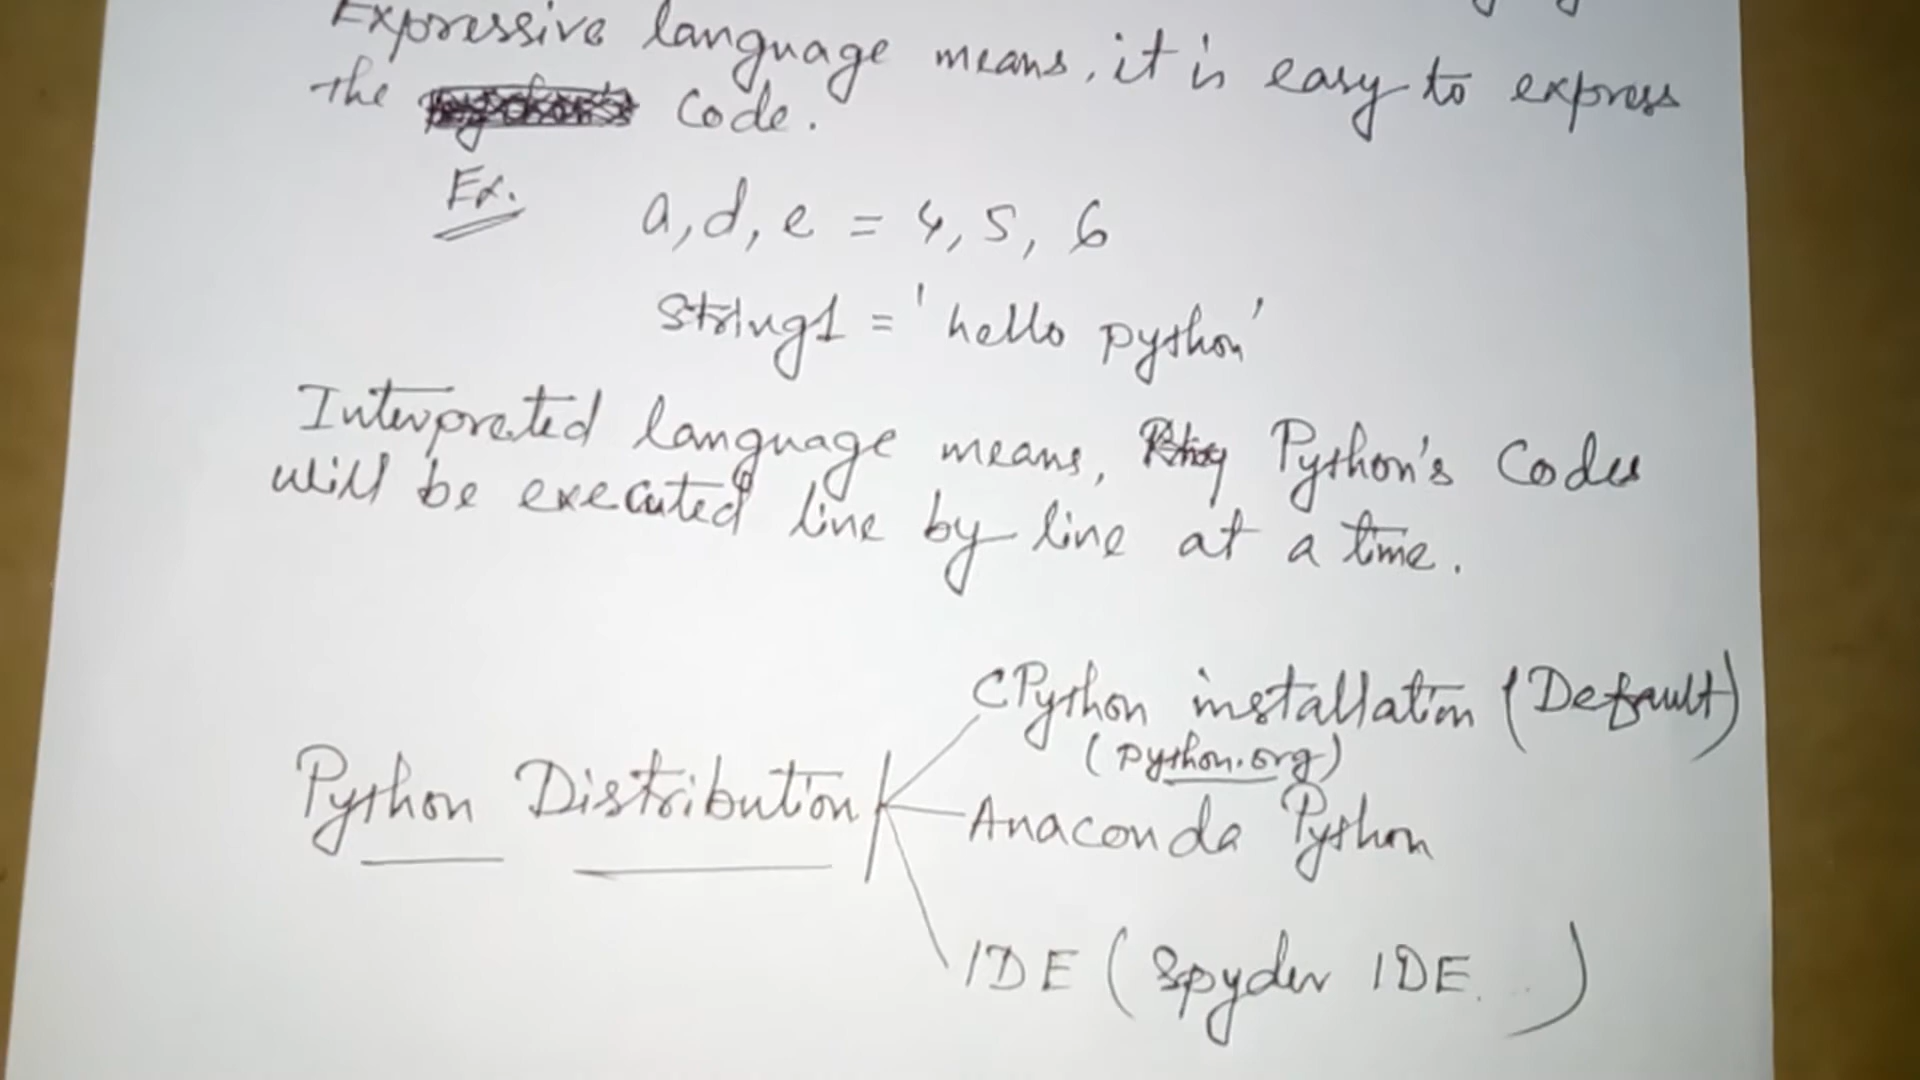 Expressive language means, it is easy to express
the Code.
Ex.
a, d, e = 4, 5, 6
String1 = 'hello python'
Interprated language means, Python's Codes
will be executed line by line at a time.
CPython installation (Default)
(python.org)
Python Distribution
Anaconda Python
IDE (Spyder IDE.. )